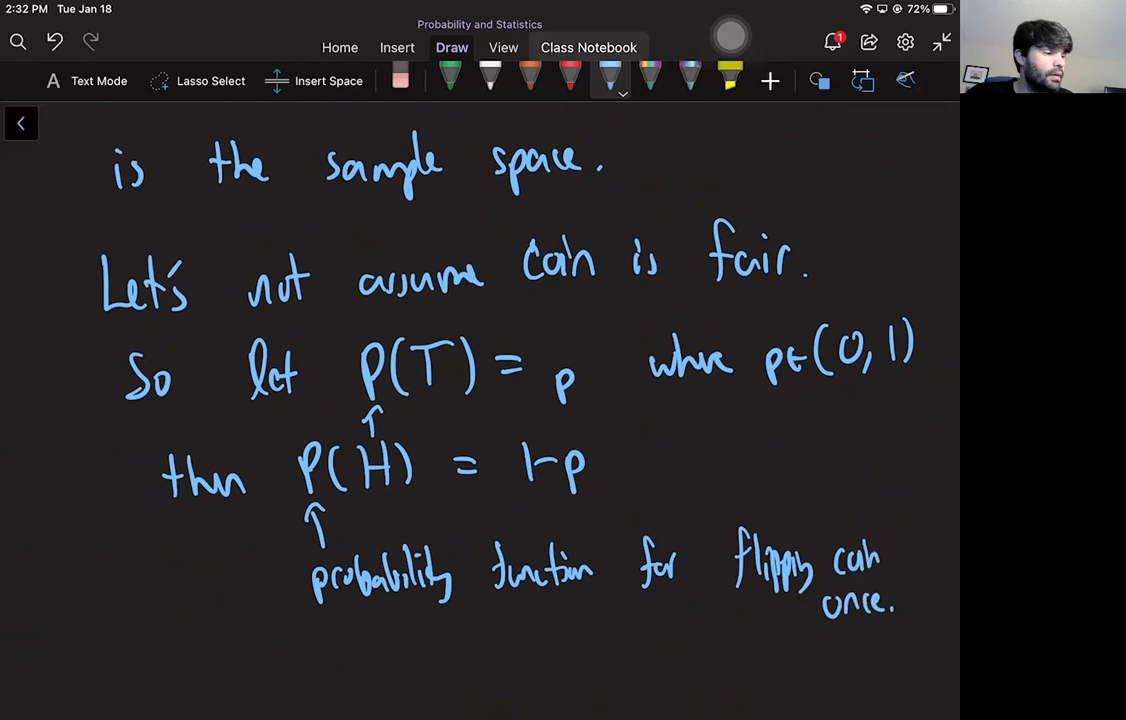 2:32 PM Tue Jan 18
72%
Probability and Statistics
Home Insert Draw View Class Notebook
1
A Text Mode Lasso Select Insert Space
is the sample space.
Let's not assume coin is fair.
So let P(T) = p where p∈(0,1)
then P(H) = 1-p
probability function for flipping coin
once.